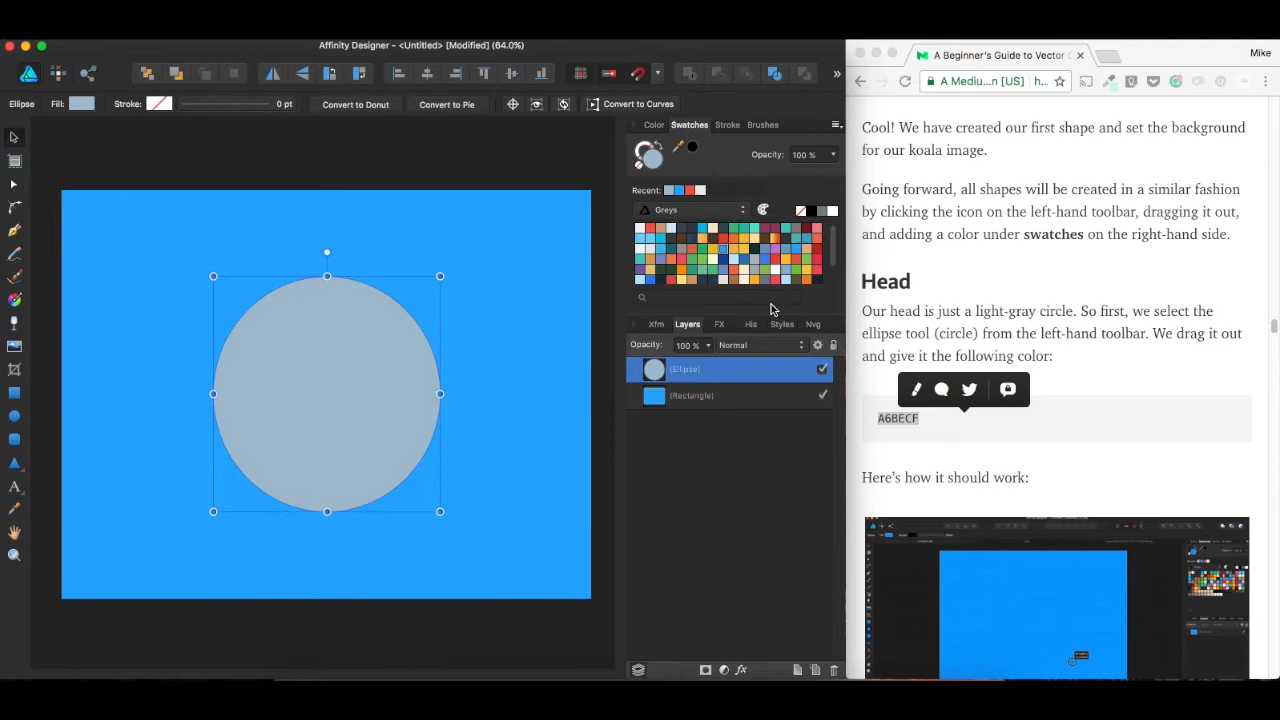 Affinity Designer - <Untitled> [Modified] (64.0%)
Ellipse Fill: Stroke: 0 pt Convert to Donut Convert to Pie Convert to Curves
Color Swatches Stroke Brushes
Opacity: 100 %
Recent:
Greys
Xfm Layers FX His Styles Nvg
Opacity: 100 % Normal
(Ellipse)
(Rectangle)
A Beginner's Guide to Vector
Mike
A Mediu...n [US] h...
Cool! We have created our first shape and set the background
for our koala image.
Going forward, all shapes will be created in a similar fashion
by clicking the icon on the left-hand toolbar, dragging it out,
and adding a color under swatches on the right-hand side.
Head
Our head is just a light-gray circle. So first, we select the
ellipse tool (circle) from the left-hand toolbar. We drag it out
and give it the following color:
A6BECF
Here's how it should work: